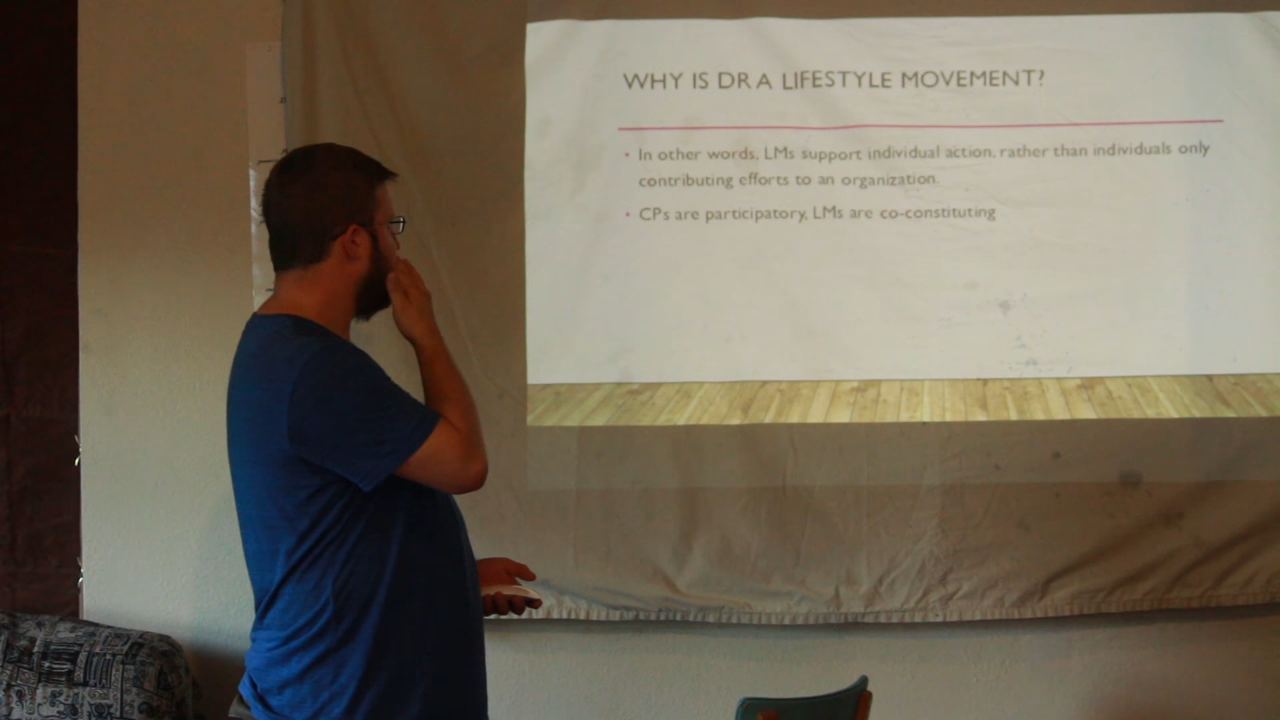 WHY IS DR A LIFESTYLE MOVEMENT?
• In other words, LMs support individual action, rather than individuals only
contributing efforts to an organization.
• CPs are participatory, LMs are co-constituting